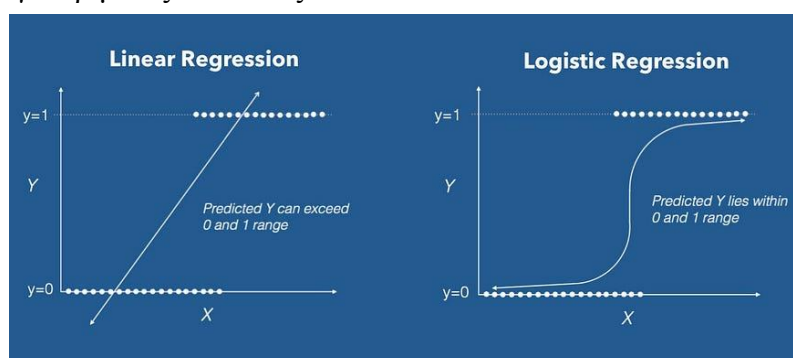 Linear Regression
y=1
Y
Predicted Y can exceed
0 and 1 range
y=0
X
Logistic Regression
y=1
Y
Predicted Y lies within
0 and 1 range
y=0
X